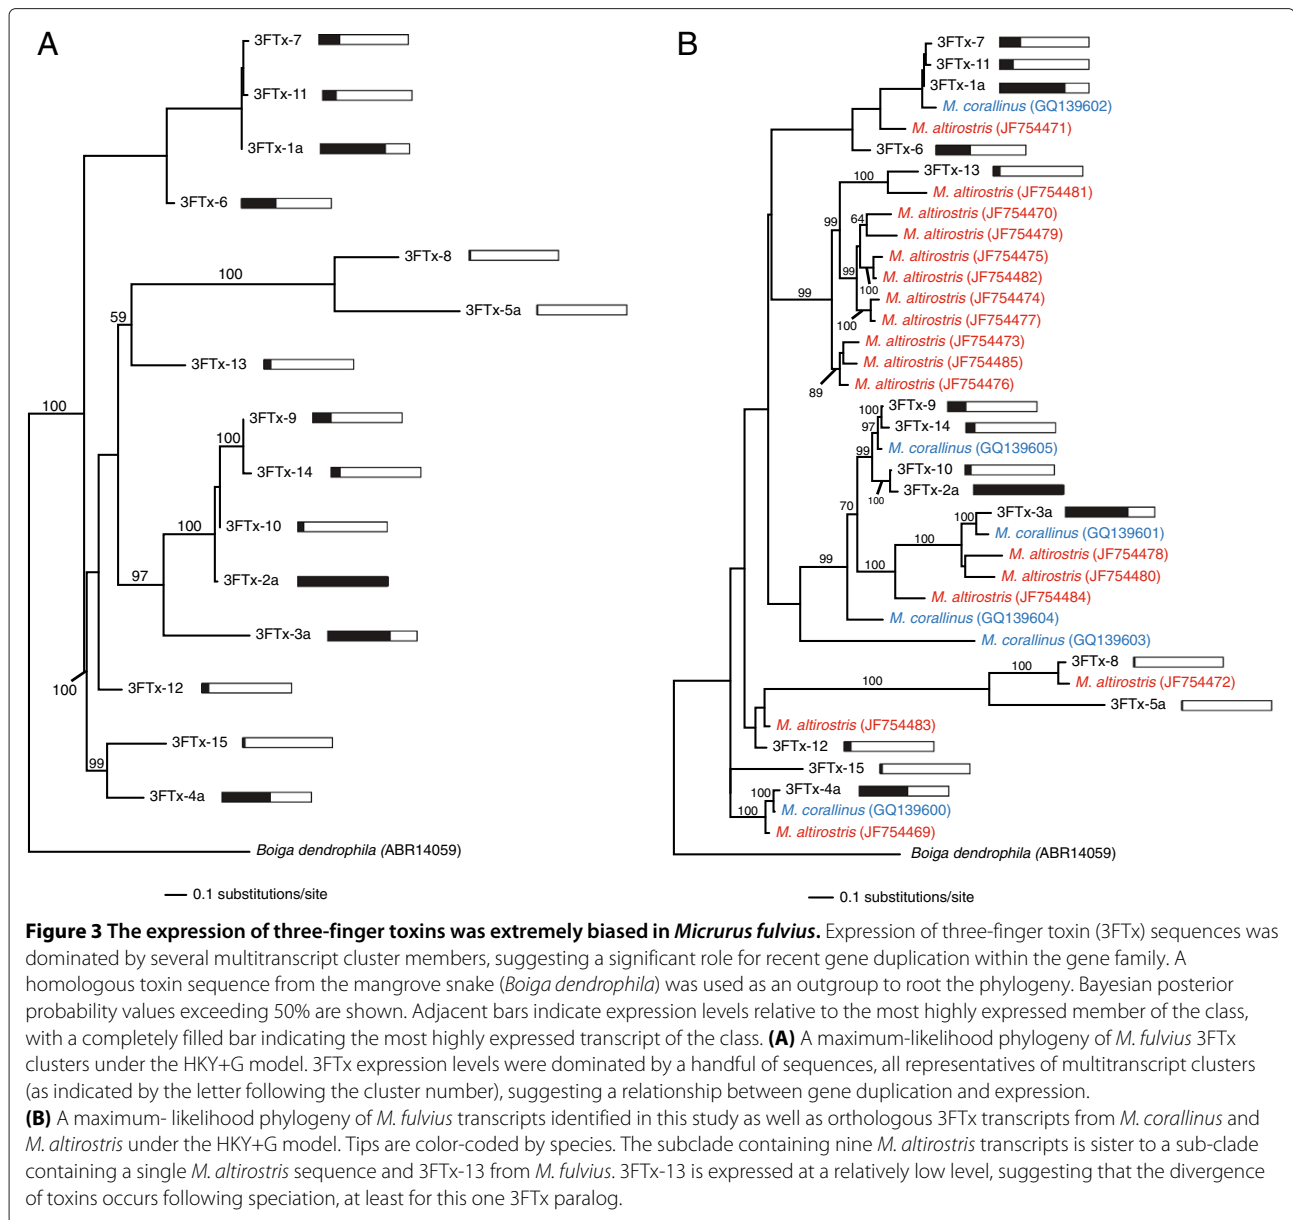 A
3FTx-7
3FTx-11
3FTx-1a
3FTx-6
3FTx-8
100
3FTx-5a
59
3FTx-13
3FTx-9
100
100
3FTx-14
3FTx-10
100
3FTx-2a
97
3FTx-3a
100
3FTx-12
3FTx-15
99
3FTx-4a
Boiga dendrophila (ABR14059)
0.1 substitutions/site
B
3FTx-7
3FTx-11
3FTx-1a
M. corallinus (GQ139602)
M. altirostris (JF754471)
3FTx-6
3FTx-13
100
M. altirostris (JF754481)
M. altirostris (JF754470)
99
64
M. altirostris (JF754479)
M. altirostris (JF754475)
99
M. altirostris (JF754482)
100
99
M. altirostris (JF754474)
M. altirostris (JF754477)
100
M. altirostris (JF754473)
M. altirostris (JF754485)
M. altirostris (JF754476)
89
3FTx-9
100
3FTx-14
97
M. corallinus (GQ139605)
99
3FTx-10
3FTx-2a
100
70
3FTx-3a
100
M. corallinus (GQ139601)
100
M. altirostris (JF754478)
99
100
M. altirostris (JF754480)
M. altirostris (JF754484)
M. corallinus (GQ139604)
M. corallinus (GQ139603)
3FTx-8
100
100
M. altirostris (JF754472)
3FTx-5a
M. altirostris (JF754483)
3FTx-12
3FTx-15
3FTx-4a
100
100
M. corallinus (GQ139600)
M. altirostris (JF754469)
Boiga dendrophila (ABR14059)
0.1 substitutions/site
Figure 3 The expression of three-finger toxins was extremely biased in Micrurus fulvius. Expression of three-finger toxin (3FTx) sequences was
dominated by several multitranscript cluster members, suggesting a significant role for recent gene duplication within the gene family. A
homologous toxin sequence from the mangrove snake (Boiga dendrophila) was used as an outgroup to root the phylogeny. Bayesian posterior
probability values exceeding 50% are shown. Adjacent bars indicate expression levels relative to the most highly expressed member of the class,
with a completely filled bar indicating the most highly expressed transcript of the class. (A) A maximum-likelihood phylogeny of M. fulvius 3FTx
clusters under the HKY+G model. 3FTx expression levels were dominated by a handful of sequences, all representatives of multitranscript clusters
(as indicated by the letter following the cluster number), suggesting a relationship between gene duplication and expression.
(B) A maximum- likelihood phylogeny of M. fulvius transcripts identified in this study as well as orthologous 3FTx transcripts from M. corallinus and
M. altirostris under the HKY+G model. Tips are color-coded by species. The subclade containing nine M. altirostris transcripts is sister to a sub-clade
containing a single M. altirostris sequence and 3FTx-13 from M. fulvius. 3FTx-13 is expressed at a relatively low level, suggesting that the divergence
of toxins occurs following speciation, at least for this one 3FTx paralog.